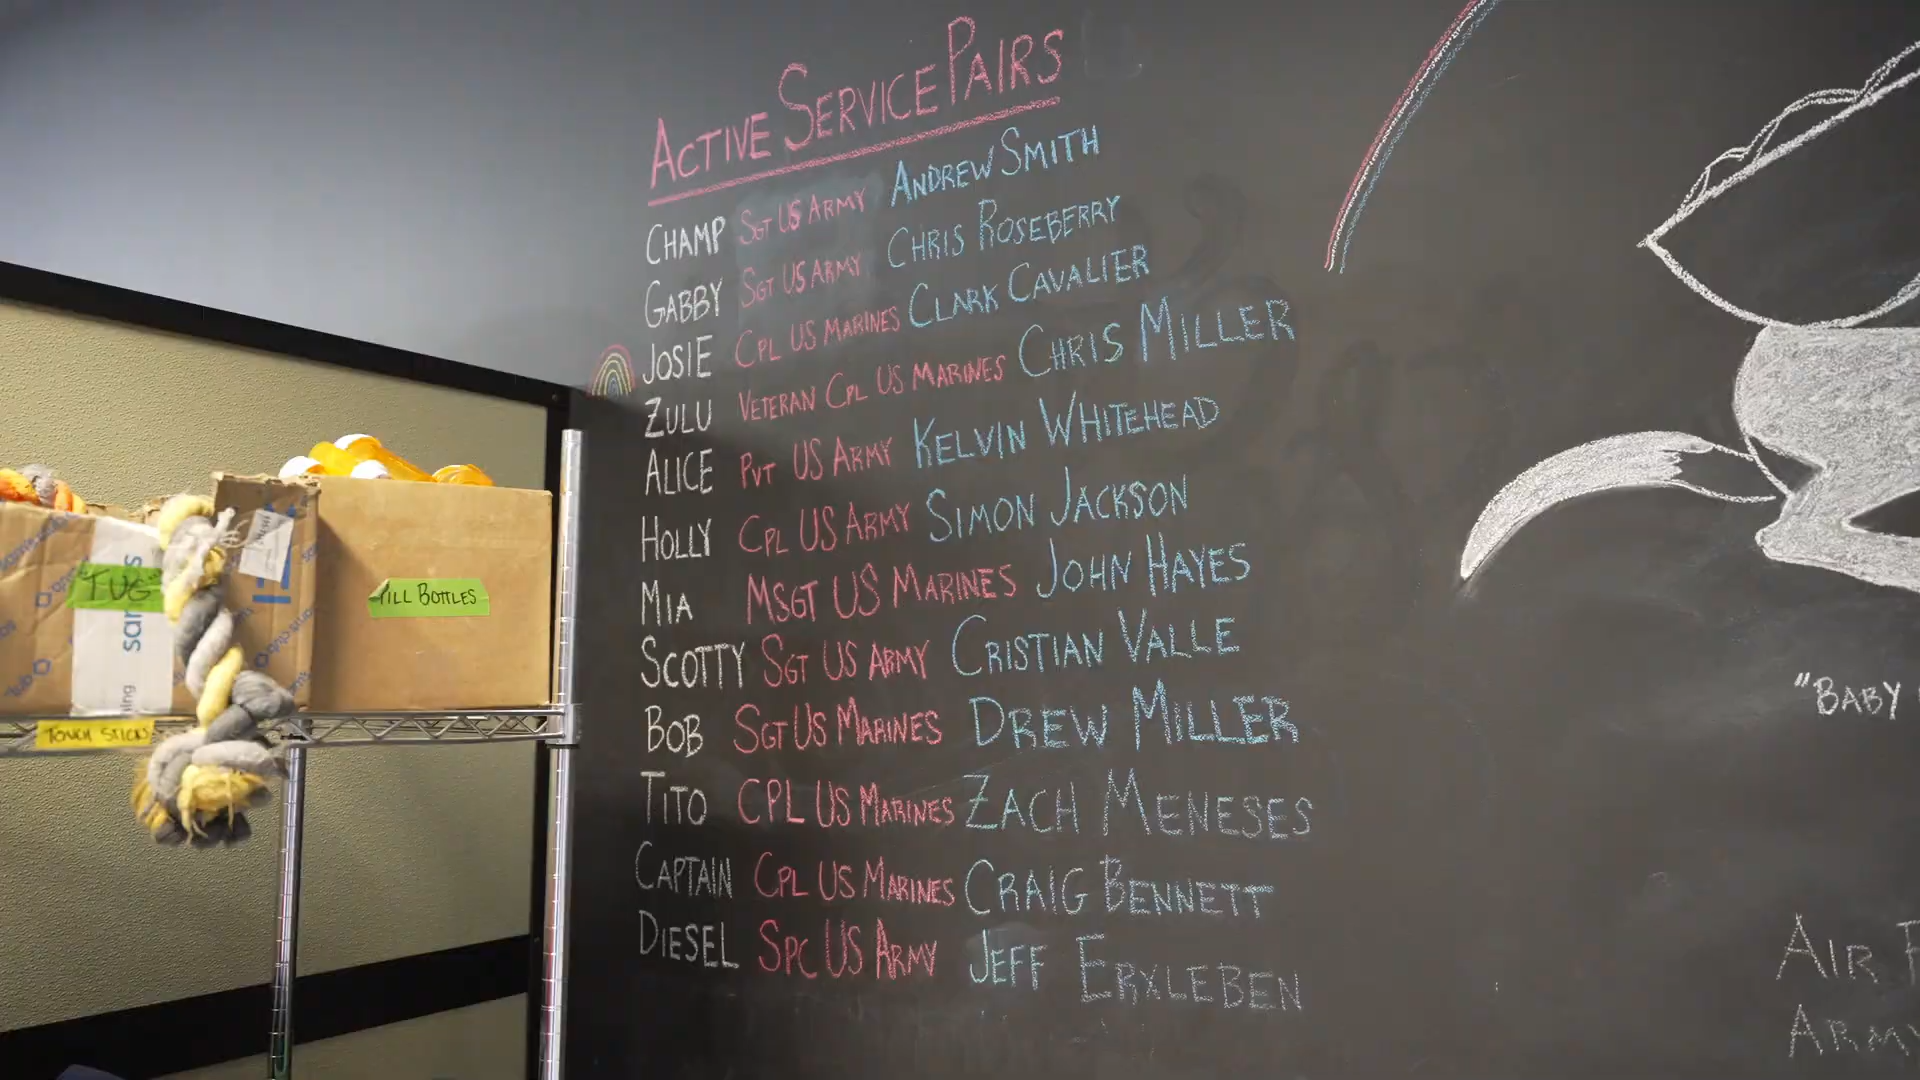 ACTIVE SERVICE PAIRS
CHAMP SGT US ARMY ANDREW SMITH
GABBY SGT US ARMY CHRIS ROSEBERRY
JOSIE CPL US MARINES CLARK CAVALIER
ZULU VETERAN CPL US MARINES CHRIS MILLER
ALICE PVT US ARMY KELVIN WHITEHEAD
HOLLY CPL US ARMY SIMON JACKSON
MIA MSGT US MARINES JOHN HAYES
SCOTTY SGT US ARMY CRISTIAN VALLE
BOB SGT US MARINES DREW MILLER
TITO CPL US MARINES ZACH MENESES
CAPTAIN CPL US MARINES CRAIG BENNETT
DIESEL SPC US ARMY JEFF ERXLEBEN
"TUG"
PILL BOTTLES
TOUCH STICKS
"BABY
AIR F
ARMY